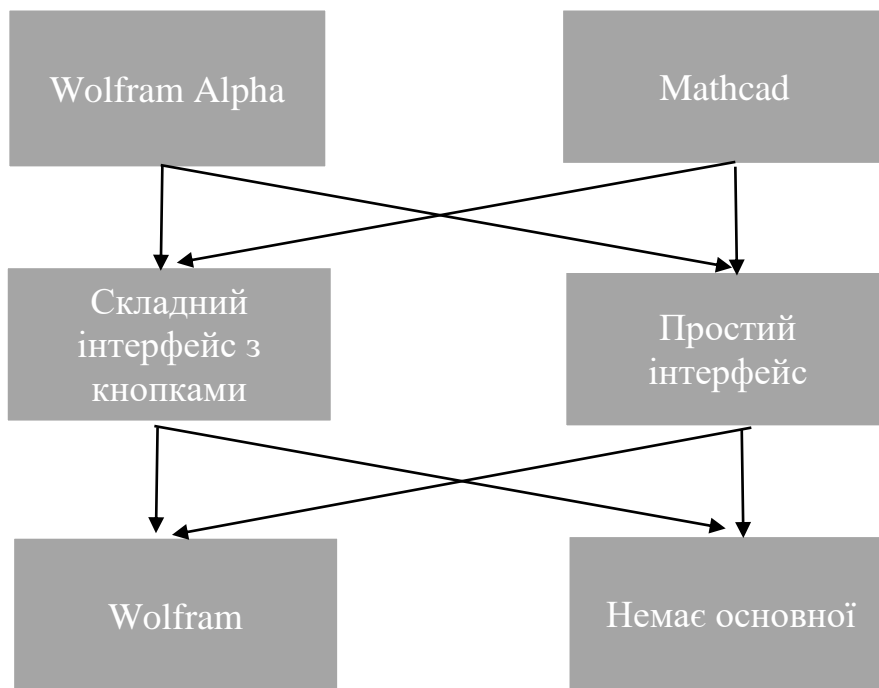 Wolfram Alpha
Mathcad
Складний
інтерфейс з
кнопками
Простий
інтерфейс
Wolfram
Немає основної